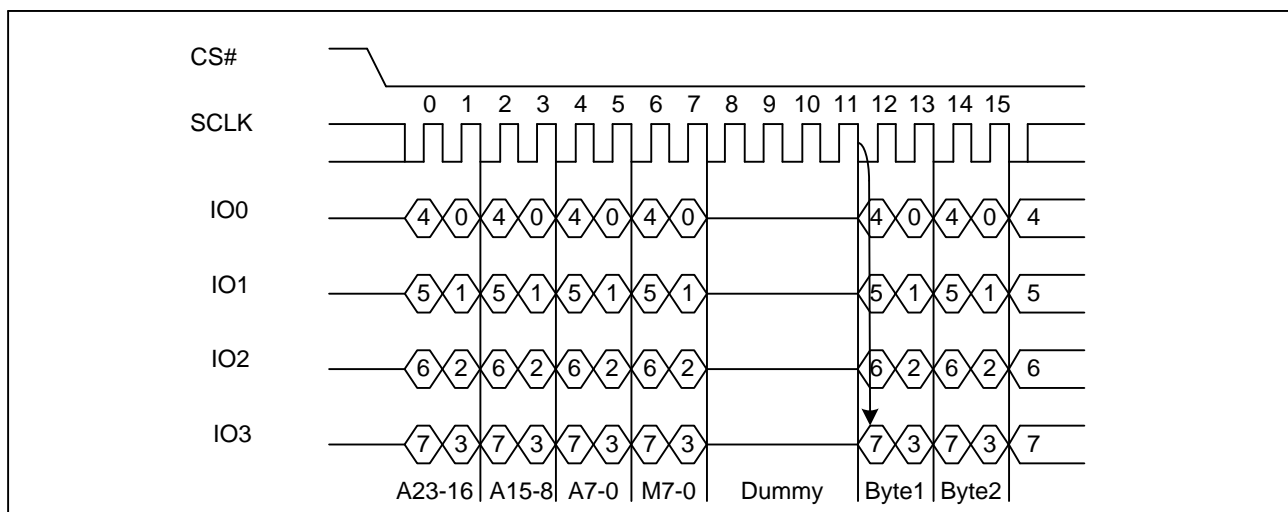 CS#
0 1 2 3 4 5 6 7 8 9 10 11 12 13 14 15
SCLK
IO0 4 0 4 0 4 0 4 0 4 0 4 0 4
IO1 5 1 5 1 5 1 5 1 5 1 5 1 5
IO2 6 2 6 2 6 2 6 2 6 2 6 2 6
IO3 7 3 7 3 7 3 7 3 7 3 7 3 7
A23-16 A15-8 A7-0 M7-0 Dummy Byte1 Byte2